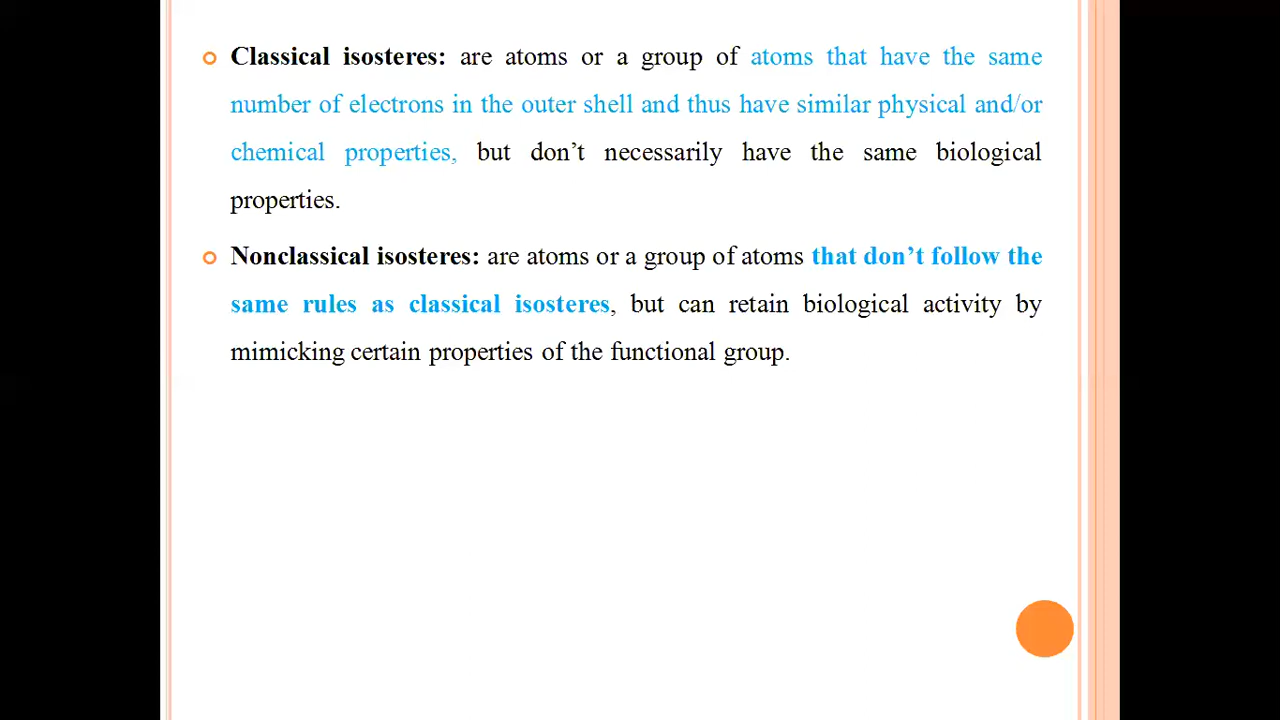 Classical isosteres: are atoms or a group of atoms that have the same
number of electrons in the outer shell and thus have similar physical and/or
chemical properties, but don’t necessarily have the same biological
properties.
Nonclassical isosteres: are atoms or a group of atoms that don’t follow the
same rules as classical isosteres, but can retain biological activity by
mimicking certain properties of the functional group.